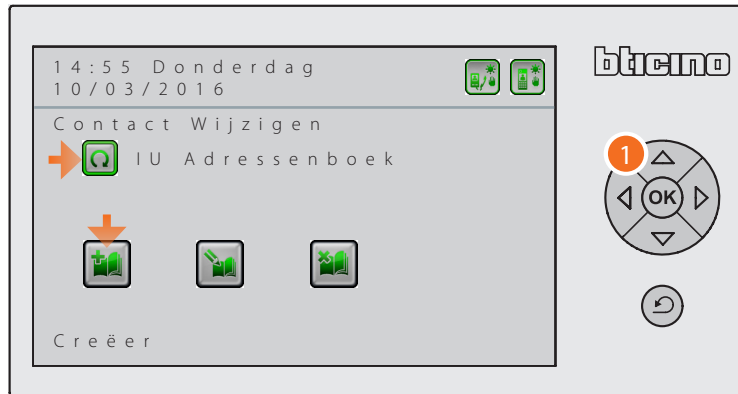 14:55 Donderdag
10/03/2016
bticino
Contact Wijzigen
IU Adressenboek
1
OK
Creëer